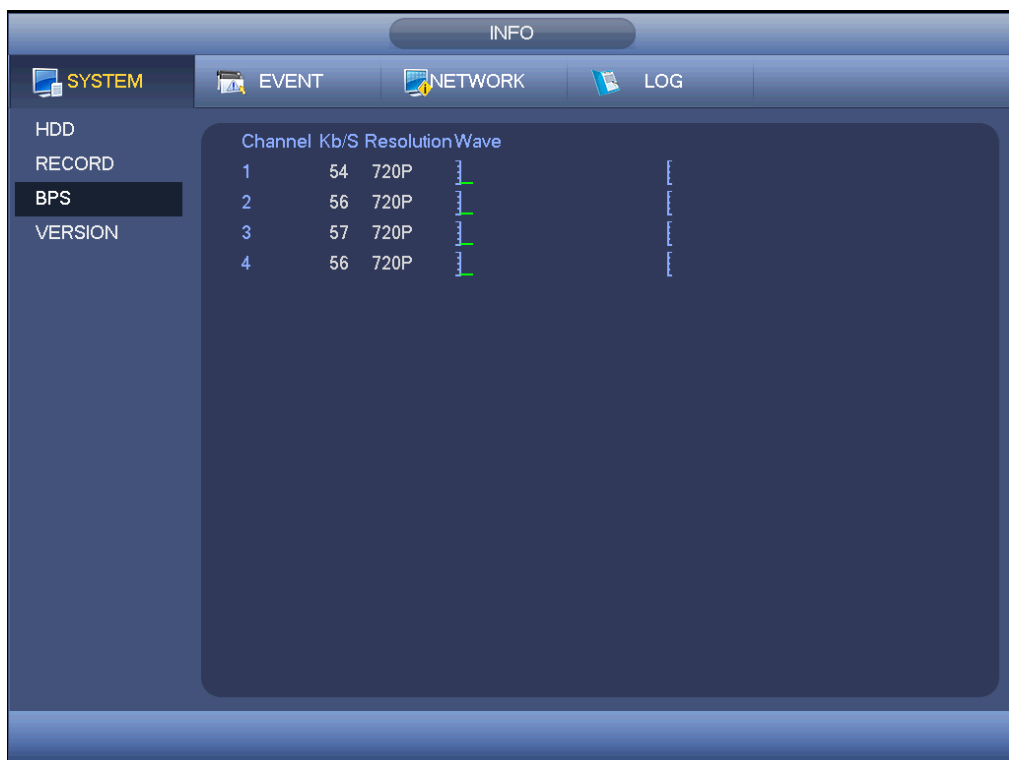 INFO
SYSTEM EVENT NETWORK LOG
HDD
RECORD
BPS
VERSION
Channel Kb/S Resolution Wave
1 54 720P
2 56 720P
3 57 720P
4 56 720P